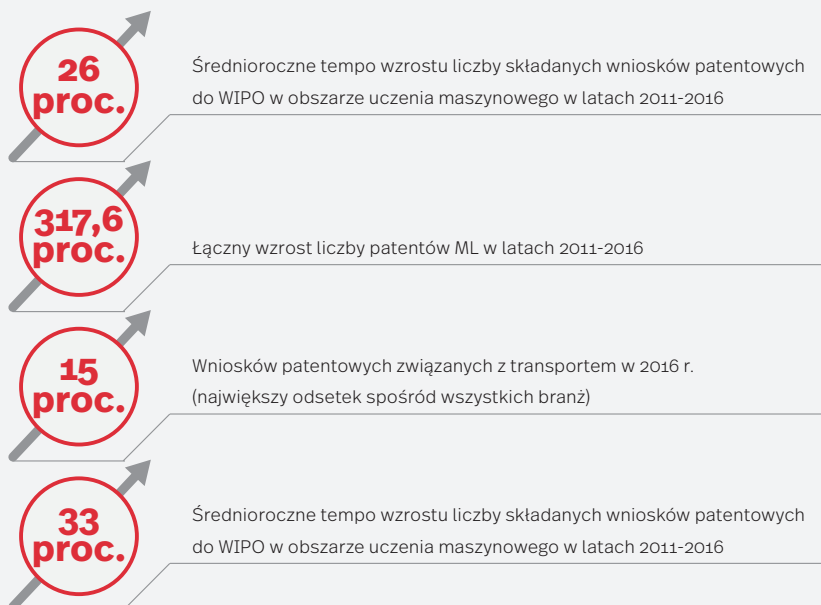 26
proc.
Średnioroczne tempo wzrostu liczby składanych wniosków patentowych
do WIPO w obszarze uczenia maszynowego w latach 2011-2016
317,6
proc.
Łączny wzrost liczby patentów ML w latach 2011-2016
15
proc.
Wniosków patentowych związanych z transportem w 2016 r.
(największy odsetek spośród wszystkich branż)
33
proc.
Średnioroczne tempo wzrostu liczby składanych wniosków patentowych
do WIPO w obszarze uczenia maszynowego w latach 2011-2016